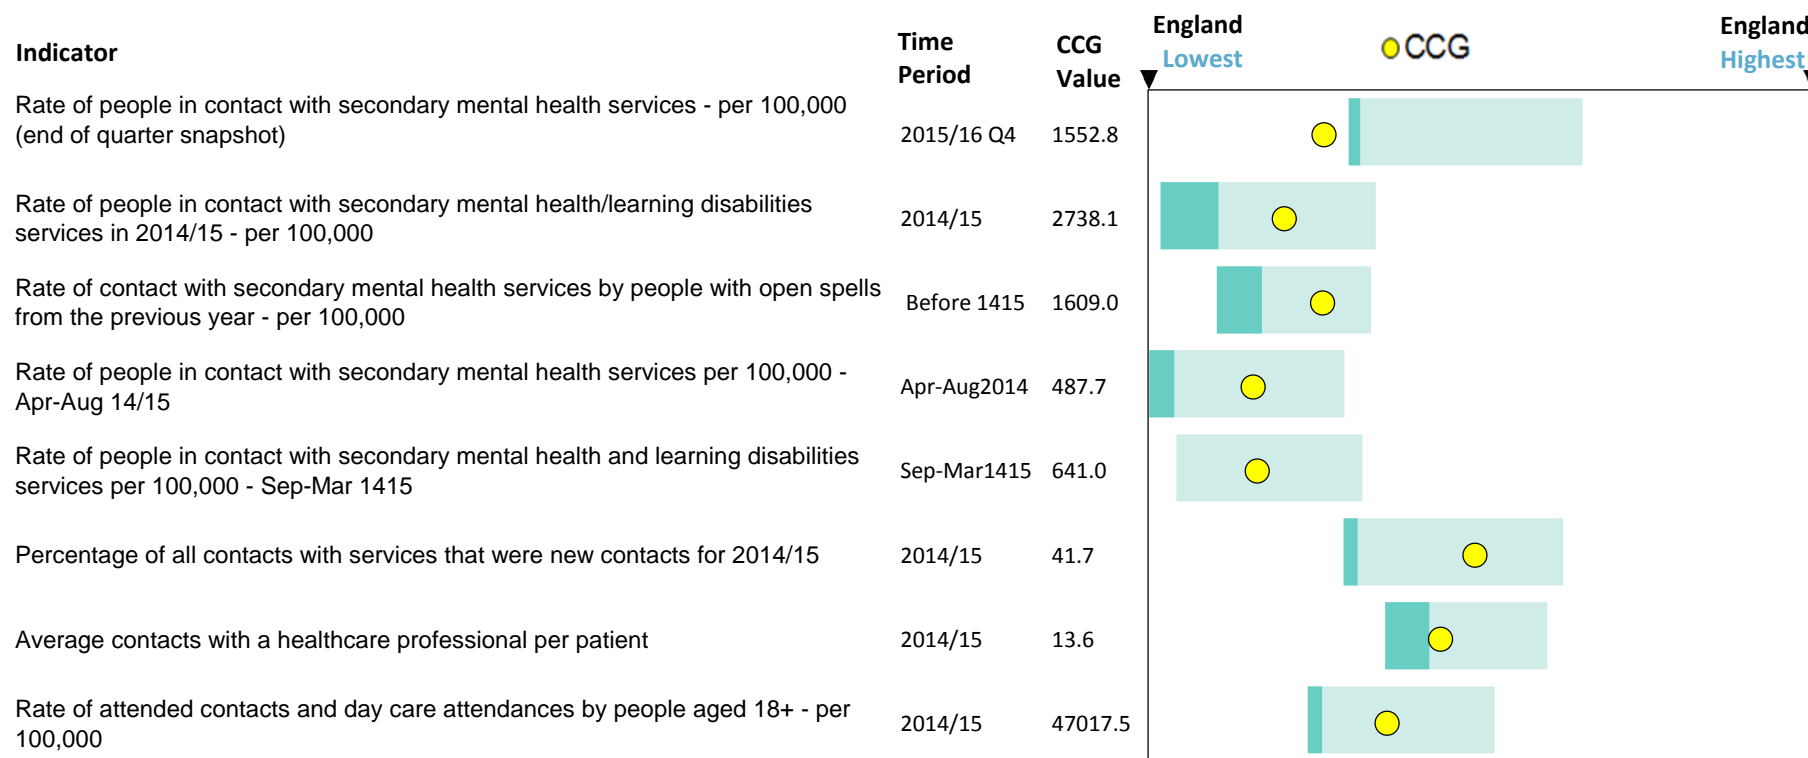 Indicator
Time
Period
CCG
Value
England
Lowest
CCG
England
Highest
Rate of people in contact with secondary mental health services - per 100,000
(end of quarter snapshot)
2015/16 Q4
1552.8
Rate of people in contact with secondary mental health/learning disabilities
services in 2014/15 - per 100,000
2014/15
2738.1
Rate of contact with secondary mental health services by people with open spells
from the previous year - per 100,000
Before 1415
1609.0
Rate of people in contact with secondary mental health services per 100,000 -
Apr-Aug 14/15
Apr-Aug2014
487.7
Rate of people in contact with secondary mental health and learning disabilities
services per 100,000 - Sep-Mar 1415
Sep-Mar1415
641.0
Percentage of all contacts with services that were new contacts for 2014/15
2014/15
41.7
Average contacts with a healthcare professional per patient
2014/15
13.6
Rate of attended contacts and day care attendances by people aged 18+ - per
100,000
2014/15
47017.5